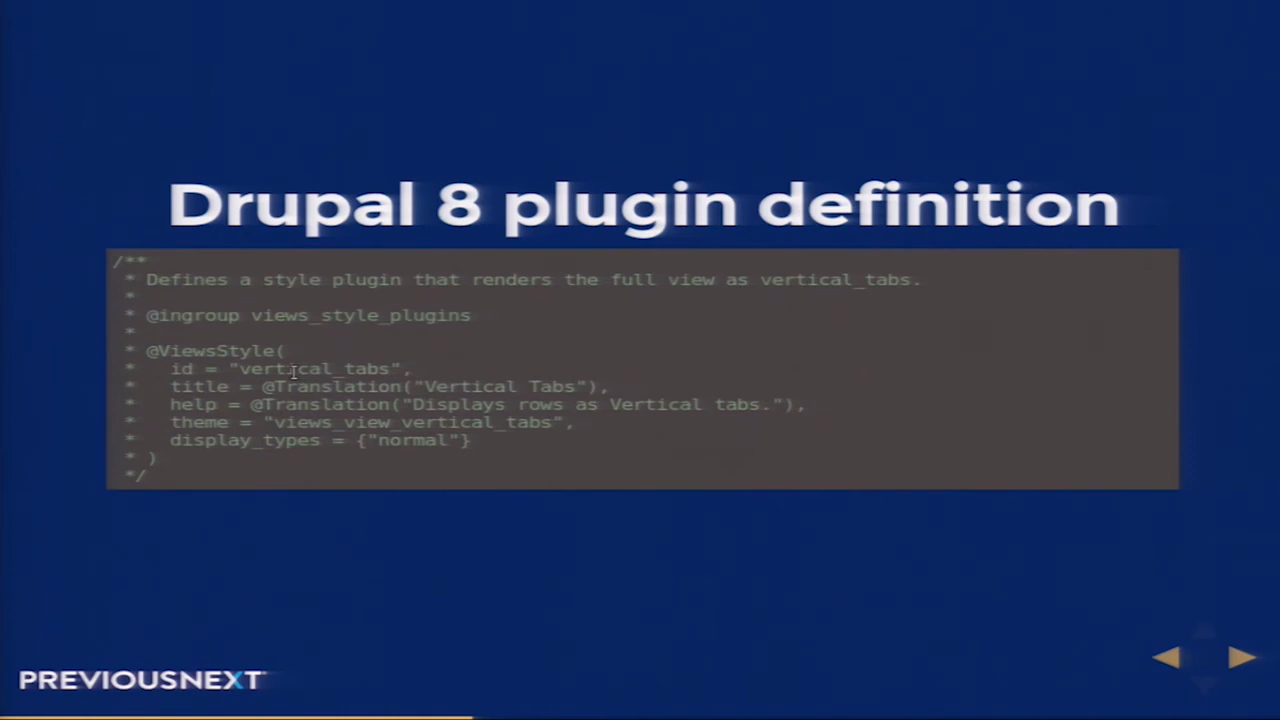 Drupal 8 plugin definition
/**
 * Defines a style plugin that renders the full view as vertical_tabs.
 *
 * @ingroup views_style_plugins
 *
 * @ViewsStyle(
 *   id = "vertical_tabs",
 *   title = @Translation("Vertical Tabs"),
 *   help = @Translation("Displays rows as Vertical tabs."),
 *   theme = "views_view_vertical_tabs",
 *   display_types = {"normal"}
 * )
 */
PREVIOUSNEXT